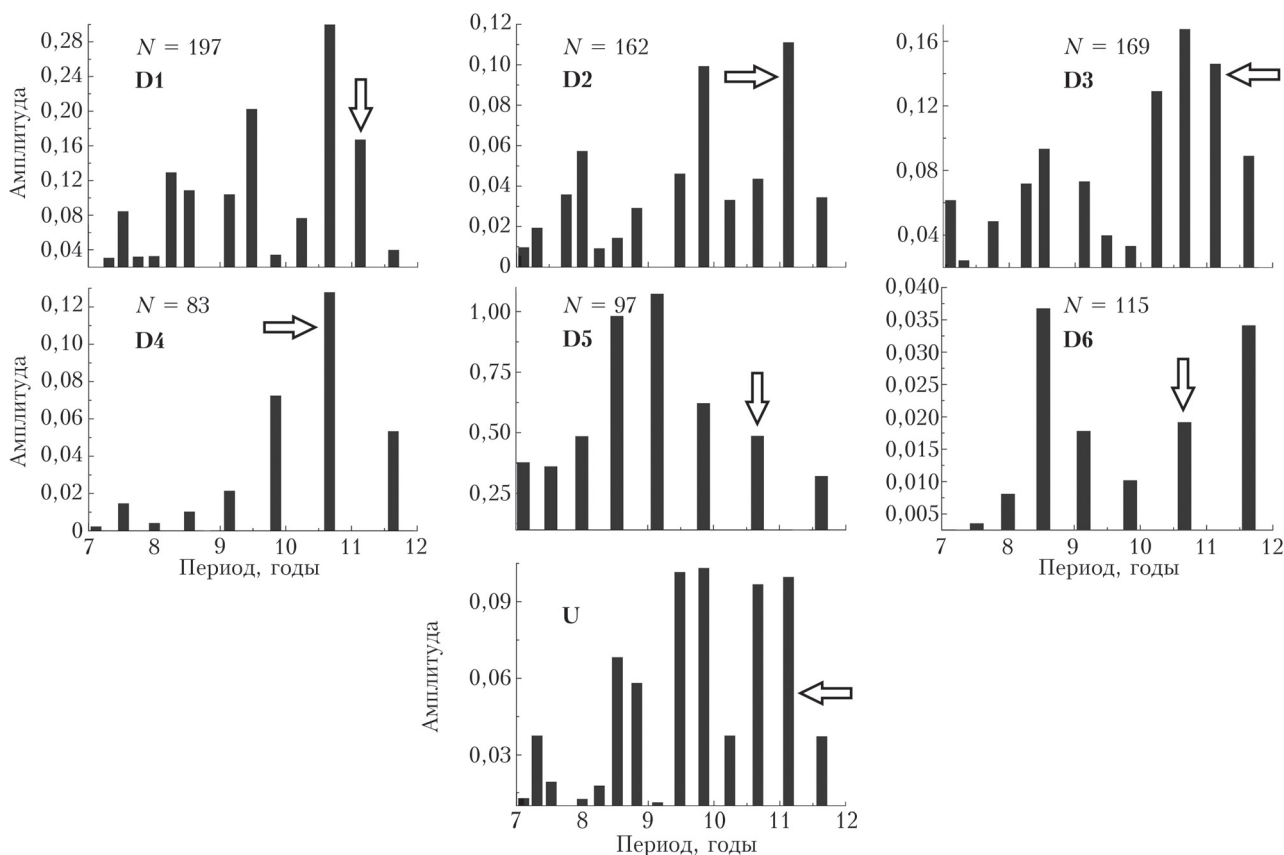 Амплитуда
0,28
0,24
0,20
0,16
0,12
0,08
0,04
N = 197
D1
0,12
0,10
0,08
0,06
0,04
0,02
0
N = 162
D2
0,16
0,12
0,08
0,04
N = 169
D3
Амплитуда
0,12
0,10
0,08
0,06
0,04
0,02
0
N = 83
D4
7 8 9 10 11 12
Период, годы
1,00
0,75
0,50
0,25
N = 97
D5
0,040
0,035
0,030
0,025
0,020
0,015
0,010
0,005
N = 115
D6
7 8 9 10 11 12
Период, годы
Амплитуда
0,09
0,06
0,03
U
7 8 9 10 11 12
Период, годы